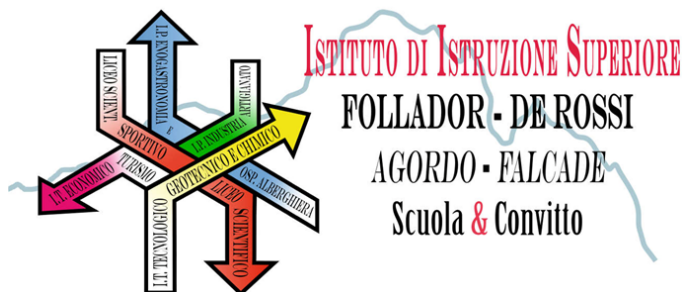 ISTITUTO DI ISTRUZIONE SUPERIORE
FOLLADOR - DE ROSSI
AGORDO - FALCADE
Scuola & Convitto
LICEO SCIENT.
SPORTIVO
LICEO
SCIENTIFICO
I.P. ENOGASTRONOMIA
E
OSP. ALBERGHIERA
I.P. INDUSTRIA
ARTIGIANATO
I.T. ECONOMICO
TURISMO
I.T. TECNOLOGICO
GEOTECNICO E CHIMICO